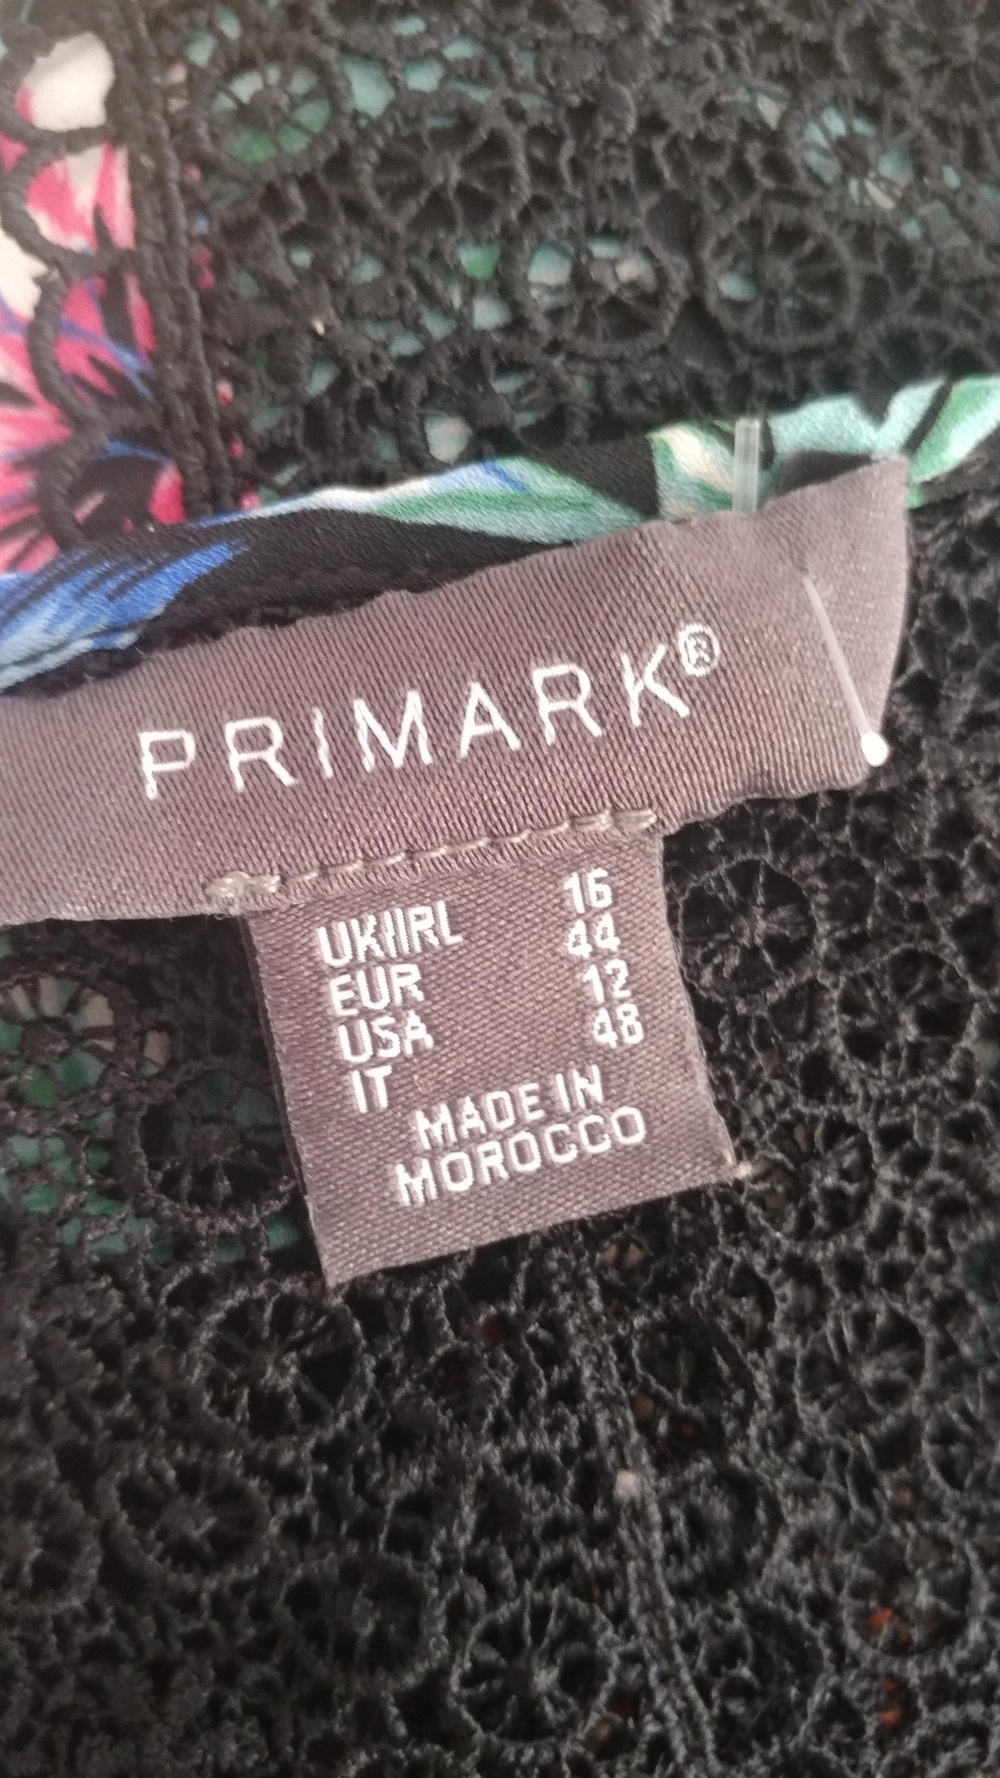 PRIMARK®
UK/IRL 16
EUR 44
USA 12
IT 48
MADE IN
MOROCCO